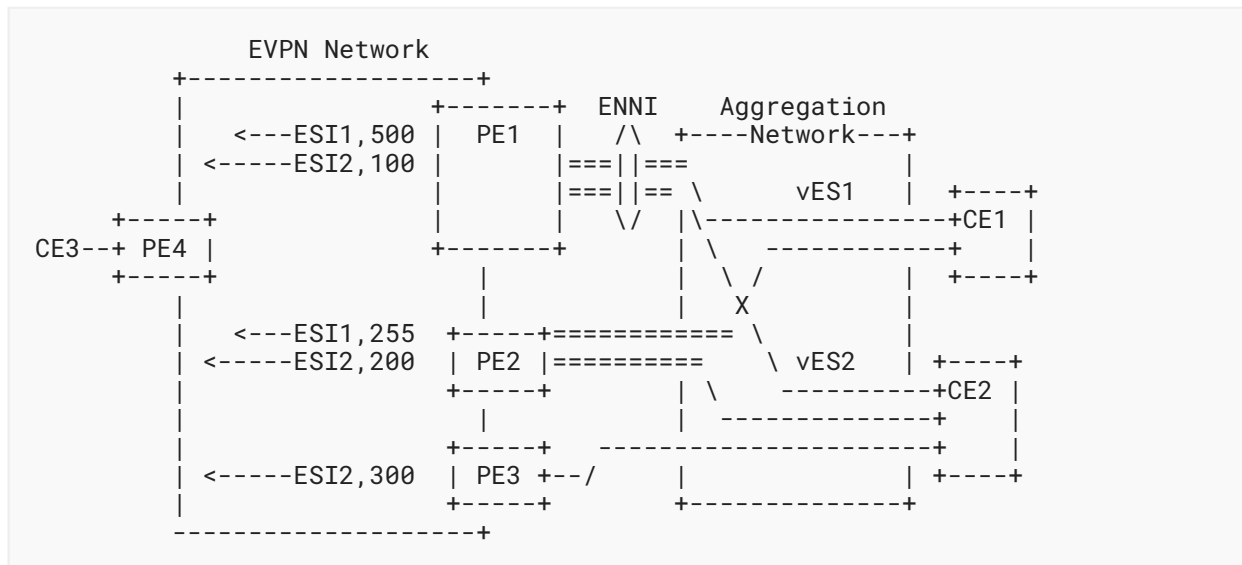 EVPN Network
+-------------------+
| +-------+ ENNI Aggregation
| <---ESI1,500 | PE1 | /\ +----Network---+
| <-----ESI2,100 | |===||=== |
| | |===||== \ vES1 | +----+
+-----+ | | \/ |\----------------+CE1 |
CE3--+ PE4 | +-------+ | \ ------------+ |
+-----+ | | \ / | +----+
| | | X |
| <---ESI1,255 +-----+============ \ |
| <-----ESI2,200 | PE2 |========== \ vES2 | +----+
| +-----+ | \ ----------+CE2 |
| | | --------------+ |
| +-----+ ----------------------+ |
| <-----ESI2,300 | PE3 +--/ | | +----+
| +-----+ +--------------+
--------------------+